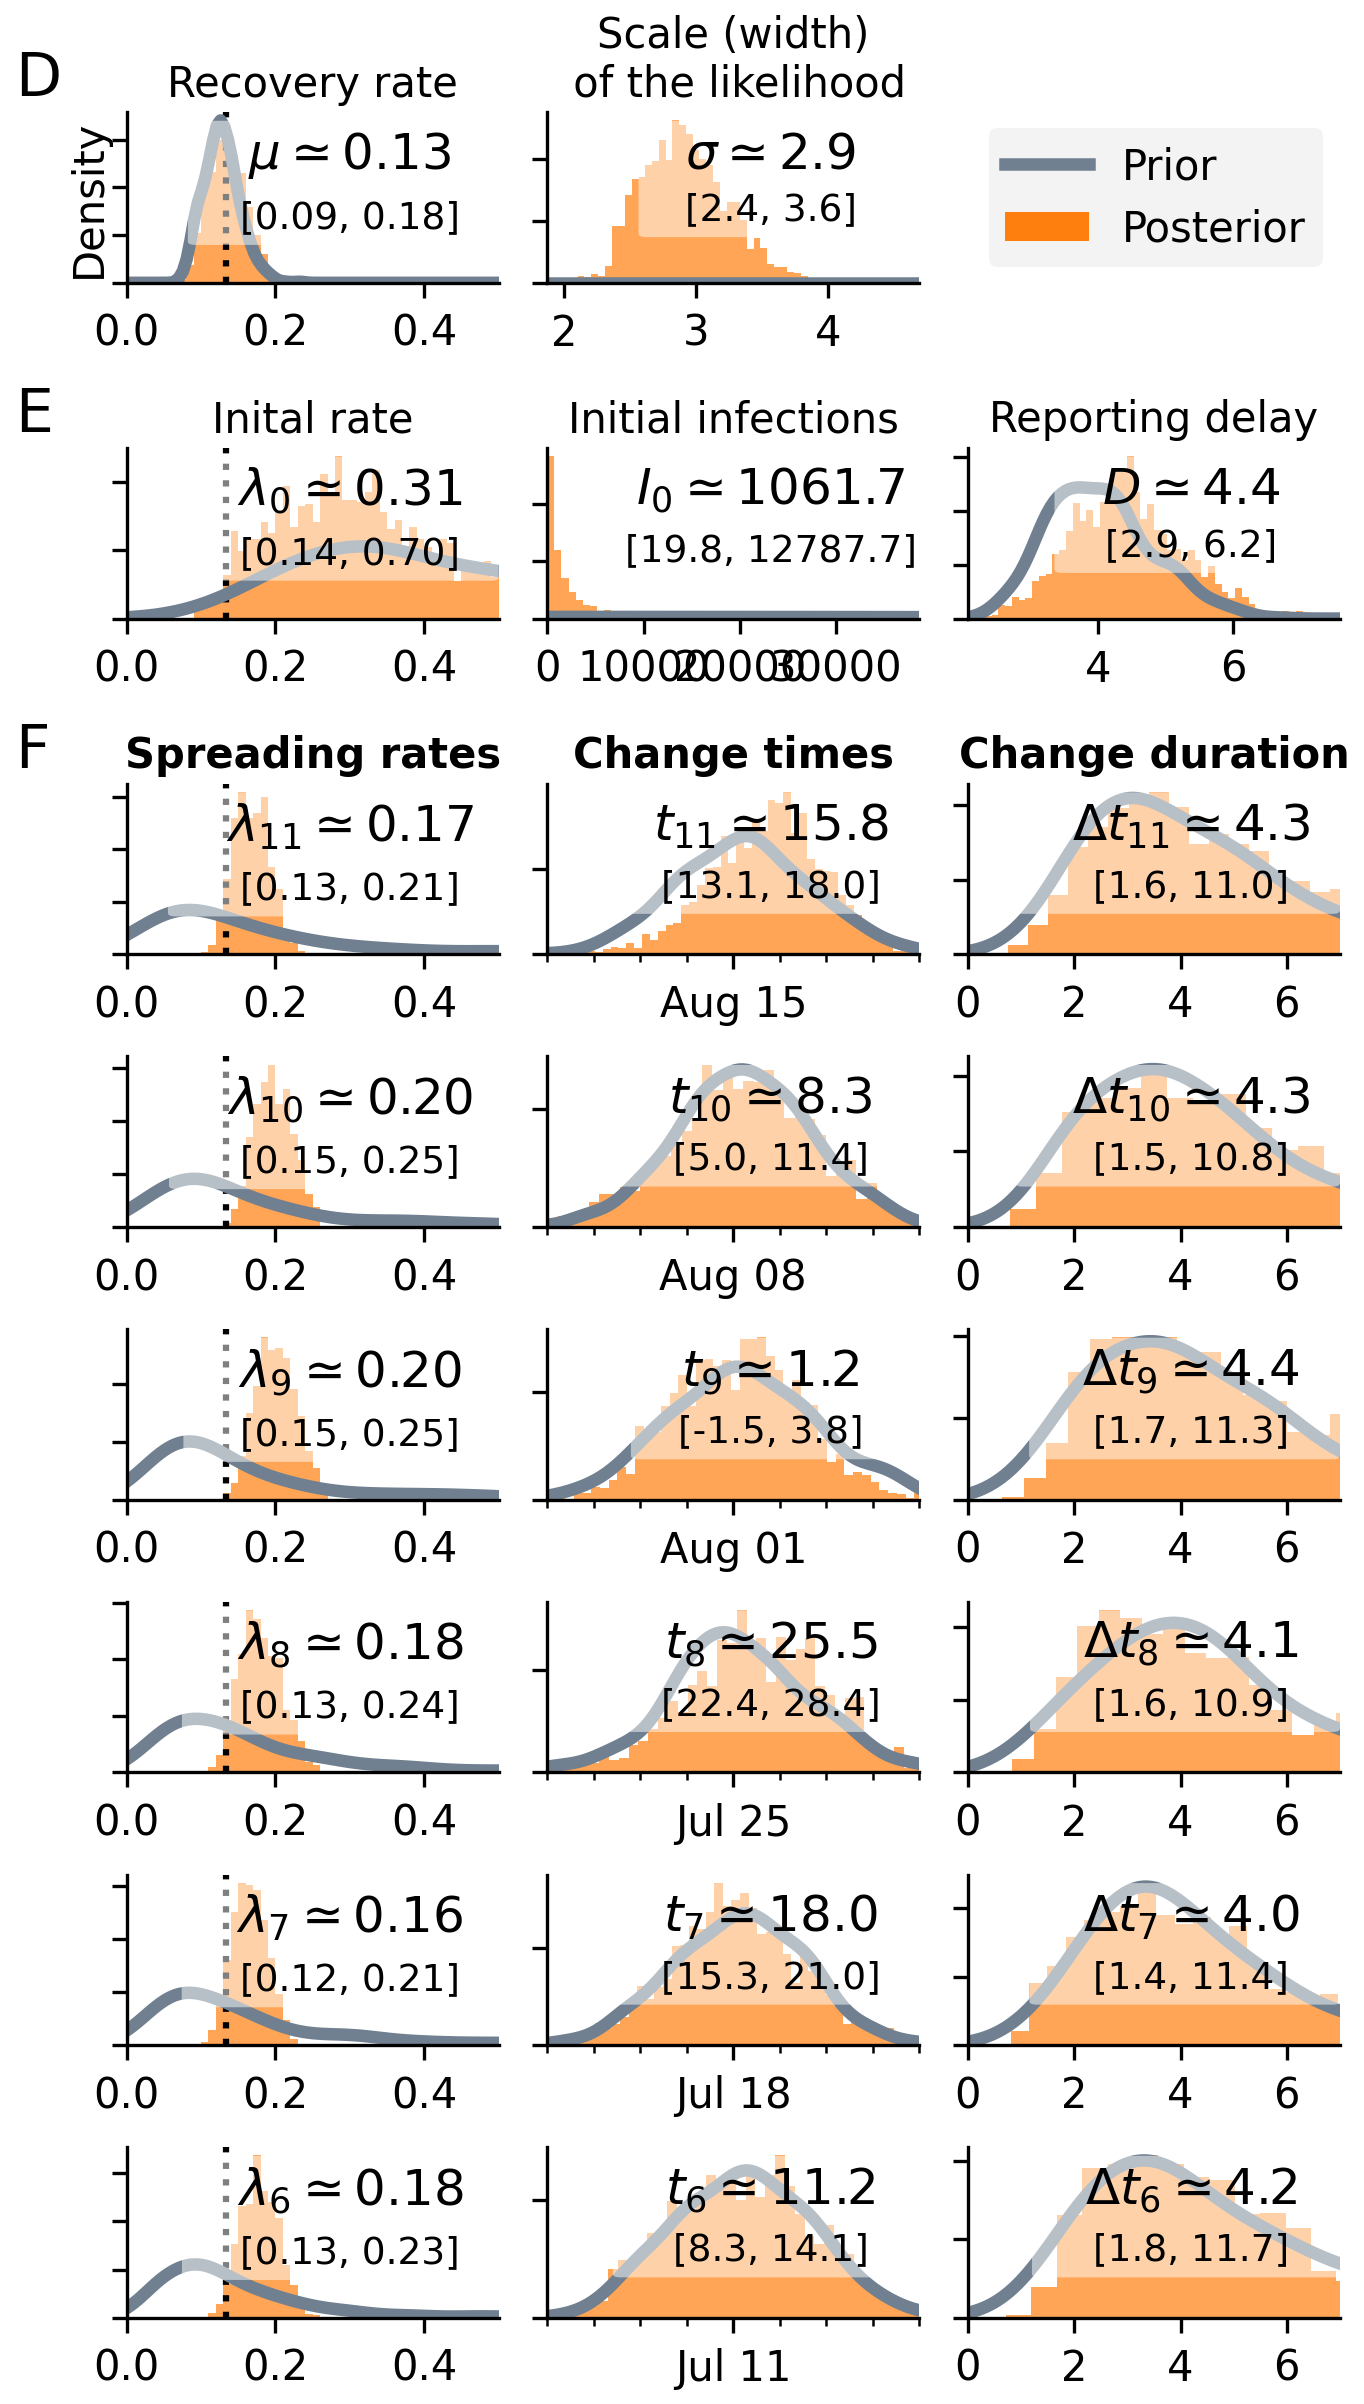 D
Recovery rate
Scale (width)
of the likelihood
Density
μ ≃ 0.13
[0.09, 0.18]
0.0 0.2 0.4
σ ≃ 2.9
[2.4, 3.6]
2 3 4
Prior
Posterior
E
Inital rate
Initial infections
Reporting delay
λ₀ ≃ 0.31
[0.14, 0.70]
0.0 0.2 0.4
I₀ ≃ 1061.7
[19.8, 12787.7]
0 10000 20000 30000
D ≃ 4.4
[2.9, 6.2]
4 6
F
Spreading rates
Change times
Change duration
λ₁₁ ≃ 0.17
[0.13, 0.21]
0.0 0.2 0.4
t₁₁ ≃ 15.8
[13.1, 18.0]
Aug 15
Δt₁₁ ≃ 4.3
[1.6, 11.0]
0 2 4 6
λ₁₀ ≃ 0.20
[0.15, 0.25]
0.0 0.2 0.4
t₁₀ ≃ 8.3
[5.0, 11.4]
Aug 08
Δt₁₀ ≃ 4.3
[1.5, 10.8]
0 2 4 6
λ₉ ≃ 0.20
[0.15, 0.25]
0.0 0.2 0.4
t₉ ≃ 1.2
[-1.5, 3.8]
Aug 01
Δt₉ ≃ 4.4
[1.7, 11.3]
0 2 4 6
λ₈ ≃ 0.18
[0.13, 0.24]
0.0 0.2 0.4
t₈ ≃ 25.5
[22.4, 28.4]
Jul 25
Δt₈ ≃ 4.1
[1.6, 10.9]
0 2 4 6
λ₇ ≃ 0.16
[0.12, 0.21]
0.0 0.2 0.4
t₇ ≃ 18.0
[15.3, 21.0]
Jul 18
Δt₇ ≃ 4.0
[1.4, 11.4]
0 2 4 6
λ₆ ≃ 0.18
[0.13, 0.23]
0.0 0.2 0.4
t₆ ≃ 11.2
[8.3, 14.1]
Jul 11
Δt₆ ≃ 4.2
[1.8, 11.7]
0 2 4 6